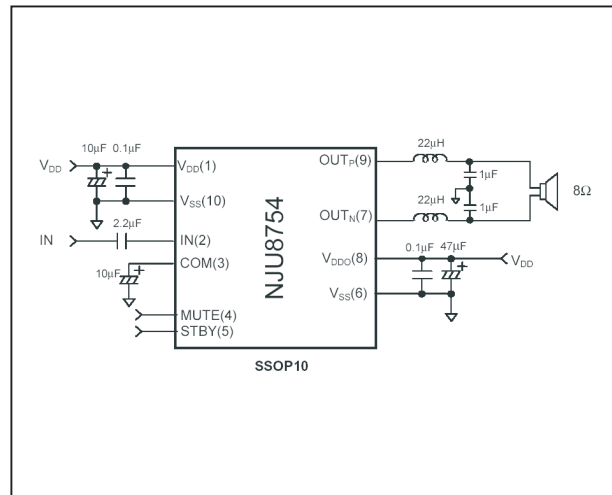 10µF 0.1µF
V_DD
V_DD(1)
V_SS(10)
2.2µF
IN
IN(2)
COM(3)
10µF
MUTE(4)
STBY(5)
NJU8754
OUT_P(9)
22µH
1µF
8Ω
22µH
1µF
OUT_N(7)
0.1µF 47µF
V_DDO(8)
V_DD
V_SS(6)
SSOP10